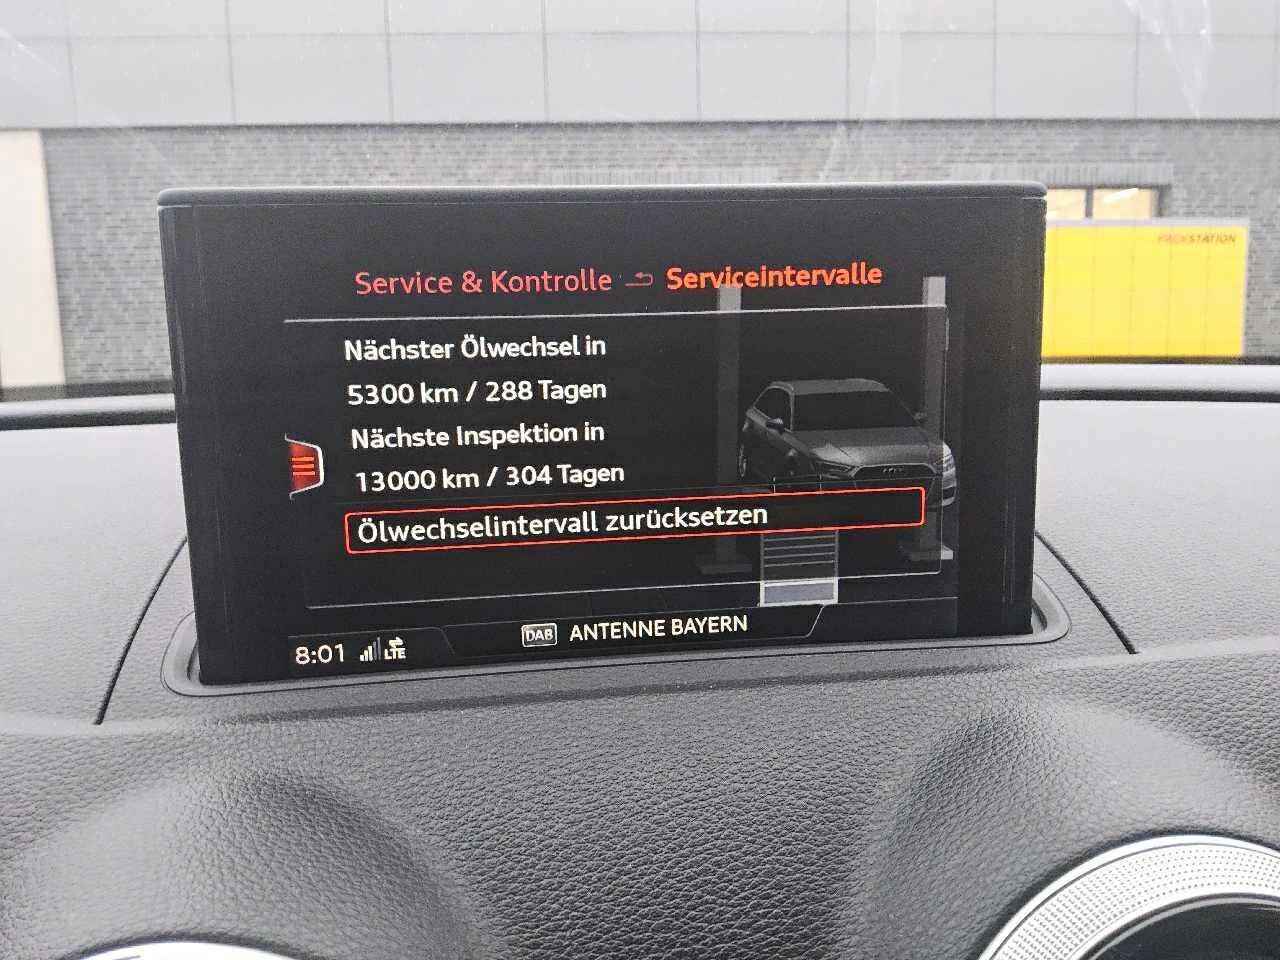 PACKSTATION
Service & Kontrolle Serviceintervalle
Nächster Ölwechsel in
5300 km / 288 Tagen
Nächste Inspektion in
13000 km / 304 Tagen
Ölwechselintervall zurücksetzen
8:01 LTE DAB ANTENNE BAYERN